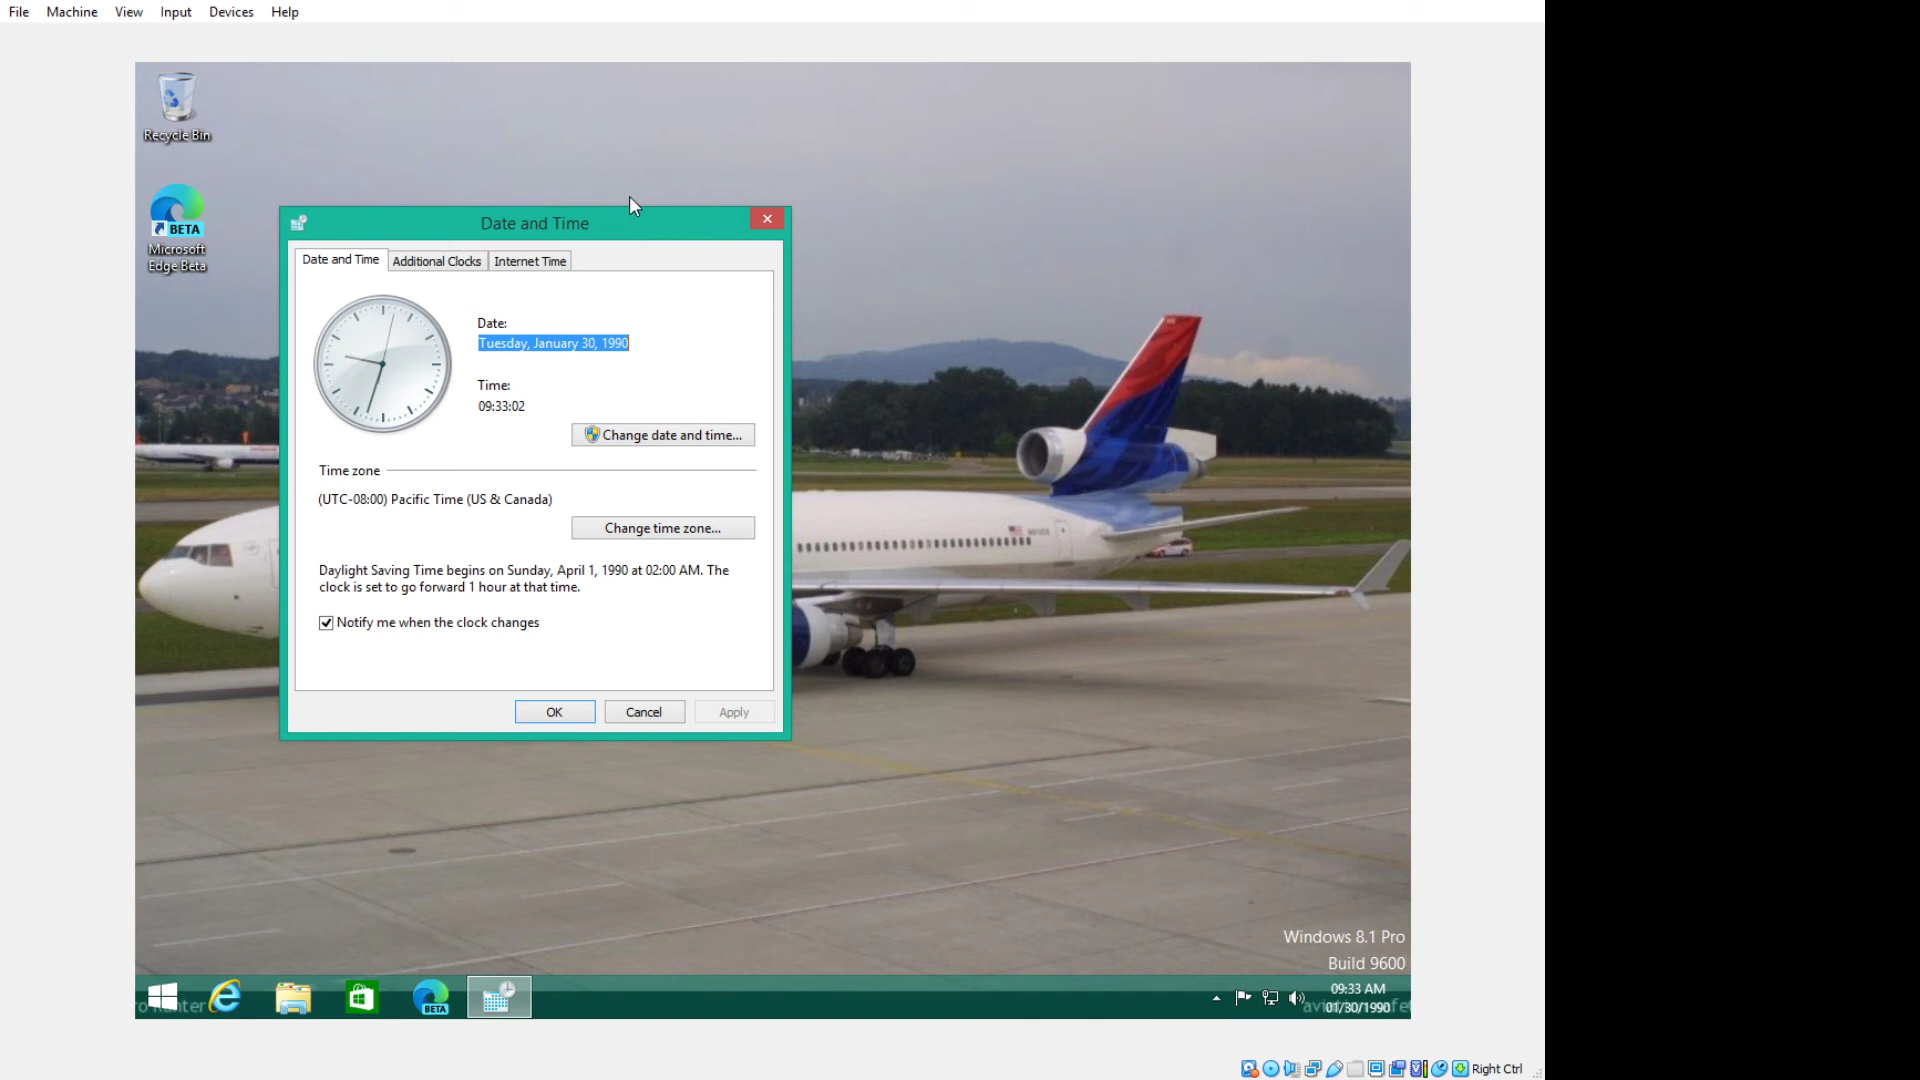 File Machine View Input Devices Help
Recycle Bin
BETA
Microsoft
Edge Beta
Date and Time
Date and Time Additional Clocks Internet Time
Date:
Tuesday, January 30, 1990
Time:
09:33:02
Change date and time...
Time zone
(UTC-08:00) Pacific Time (US & Canada)
Change time zone...
Daylight Saving Time begins on Sunday, April 1, 1990 at 02:00 AM. The
clock is set to go forward 1 hour at that time.
Notify me when the clock changes
OK Cancel Apply
Windows 8.1 Pro
Build 9600
BETA
09:33 AM
01/30/1990
Right Ctrl